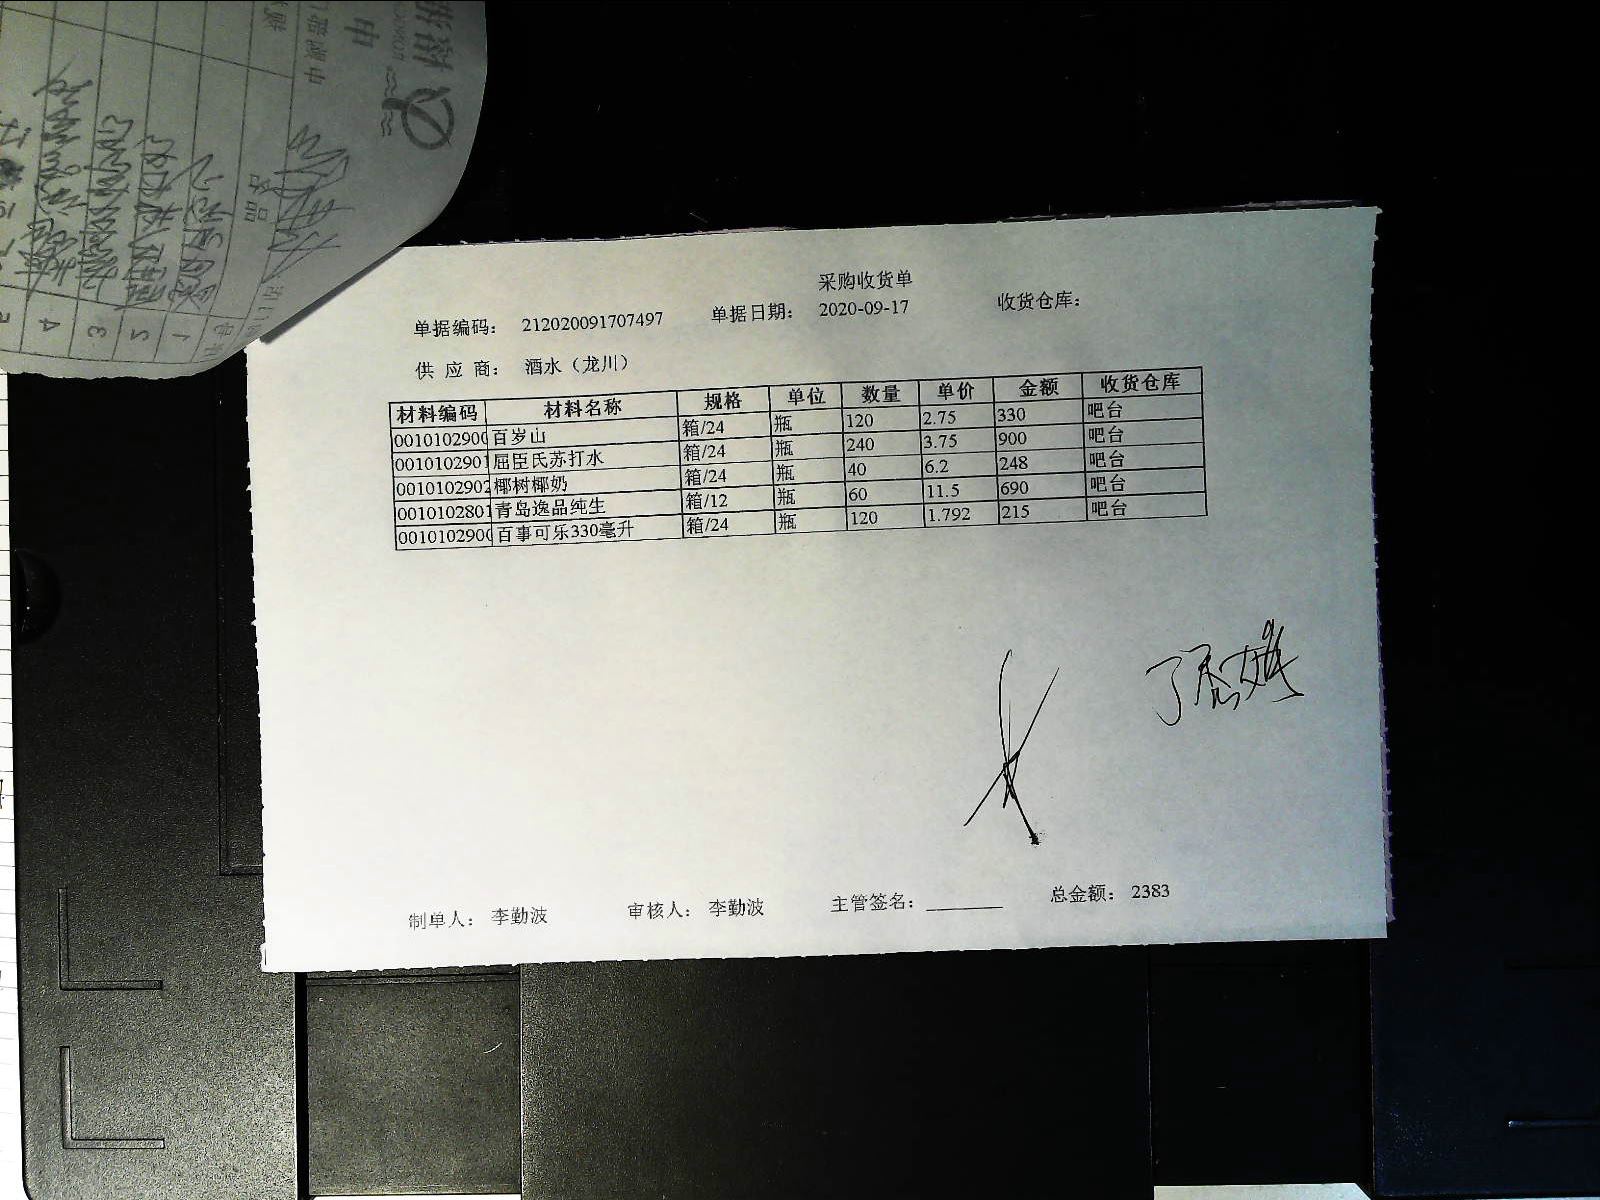 采购收货单
单据编码： 212020091707497 单据日期： 2020-09-17 收货仓库：
供 应 商： 酒水（龙川）
材料编码 材料名称 规格 单位 数量 单价 金额 收货仓库
0010102900 百岁山 箱/24 瓶 120 2.75 330 吧台
0010102901 屈臣氏苏打水 箱/24 瓶 240 3.75 900 吧台
0010102902 椰树椰奶 箱/24 瓶 40 6.2 248 吧台
0010102801 青岛逸品纯生 箱/12 瓶 60 11.5 690 吧台
0010102900 百事可乐330毫升 箱/24 瓶 120 1.792 215 吧台
制单人： 李勤波 审核人： 李勤波 主管签名： 总金额： 2383